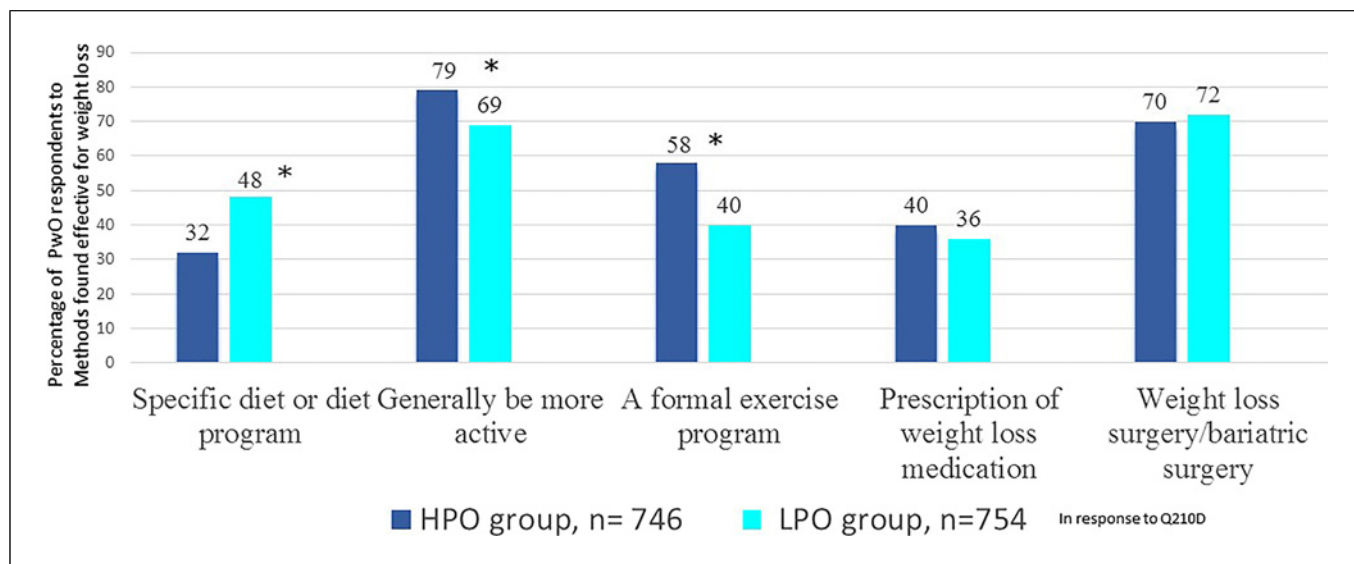 Percentage of PwO respondents to
Methods found effective for weight loss
90
80
70
60
50
40
30
20
10
0
32
48 *
79 *
69
58 *
40
40
36
70
72
Specific diet or diet program
Generally be more active
A formal exercise program
Prescription of weight loss medication
Weight loss surgery/bariatric surgery
HPO group, n= 746
LPO group, n=754
In response to Q210D